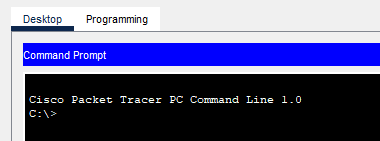 Desktop Programming
Command Prompt
Cisco Packet Tracer PC Command Line 1.0
C:\>